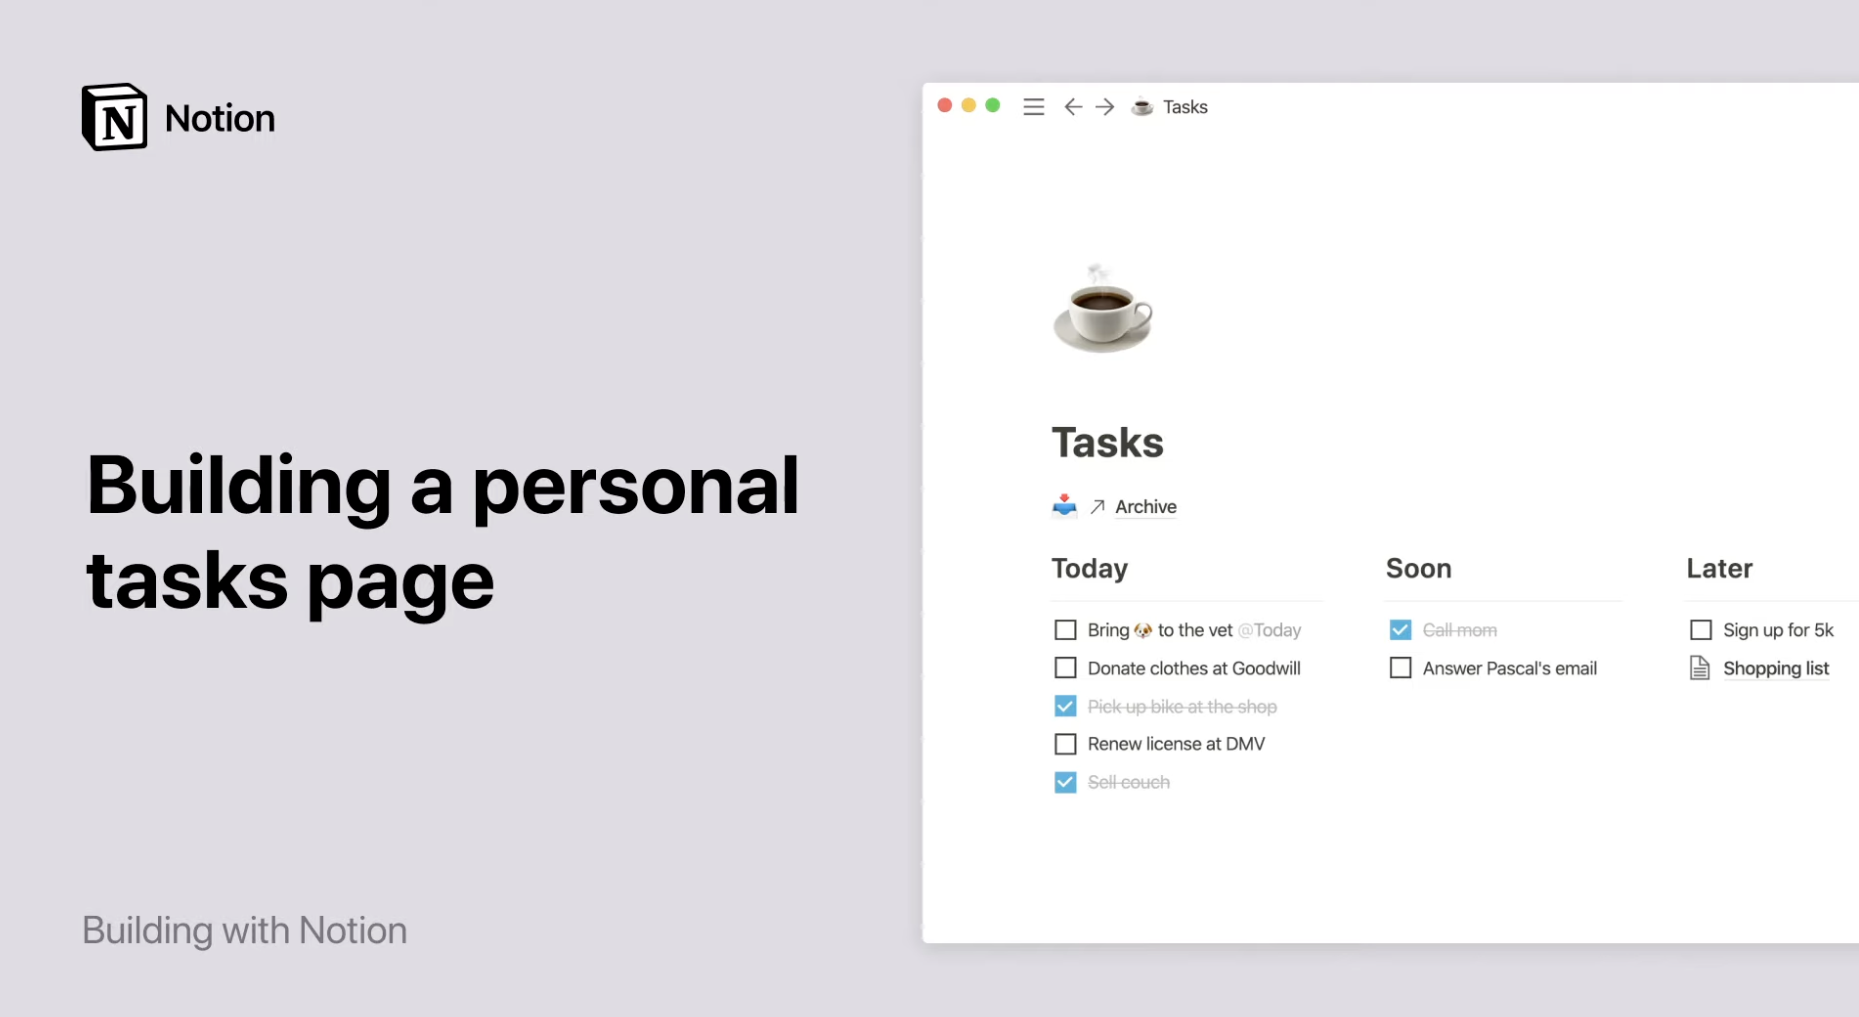 Notion
Building a personal
tasks page
Building with Notion
Tasks
Tasks
Archive
Today
Bring 🐶 to the vet @Today
Donate clothes at Goodwill
Pick up bike at the shop
Renew license at DMV
Sell couch
Soon
Call mom
Answer Pascal's email
Later
Sign up for 5k
Shopping list